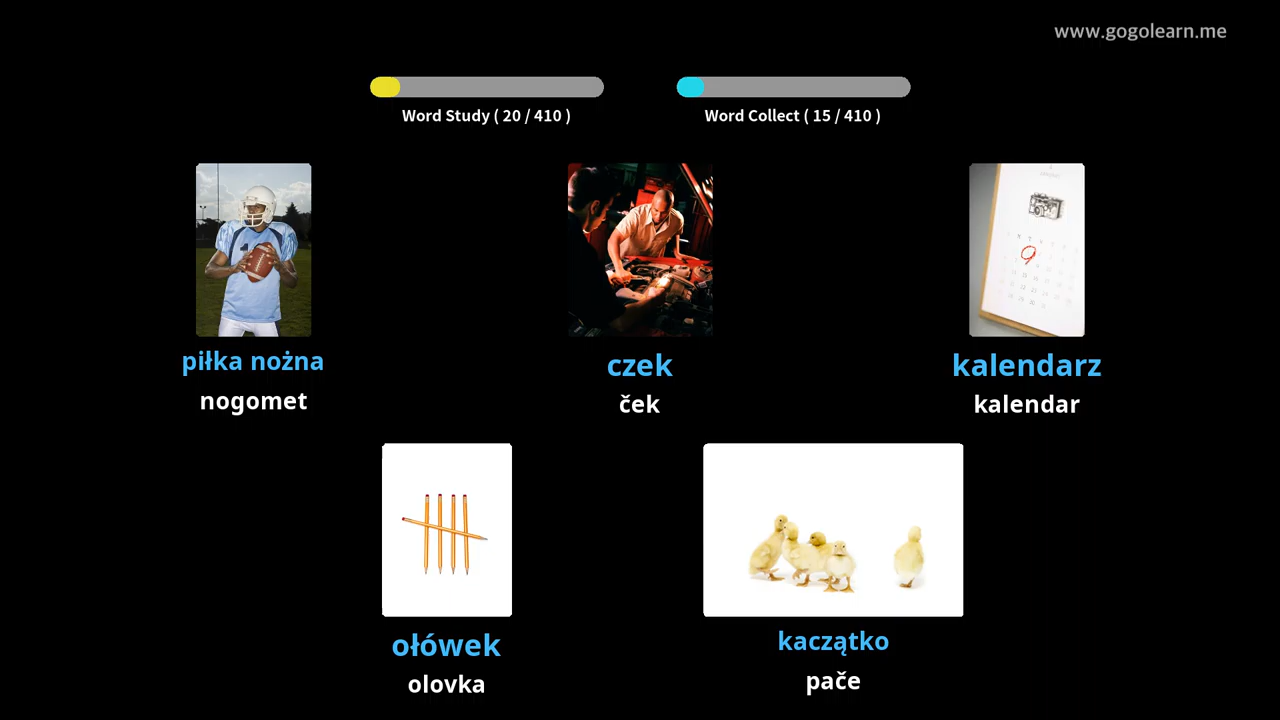 www.gogolearn.me
Word Study ( 20 / 410 )
Word Collect ( 15 / 410 )
piłka nożna
nogomet
czek
ček
kalendarz
kalendar
ołówek
olovka
kaczątko
pače